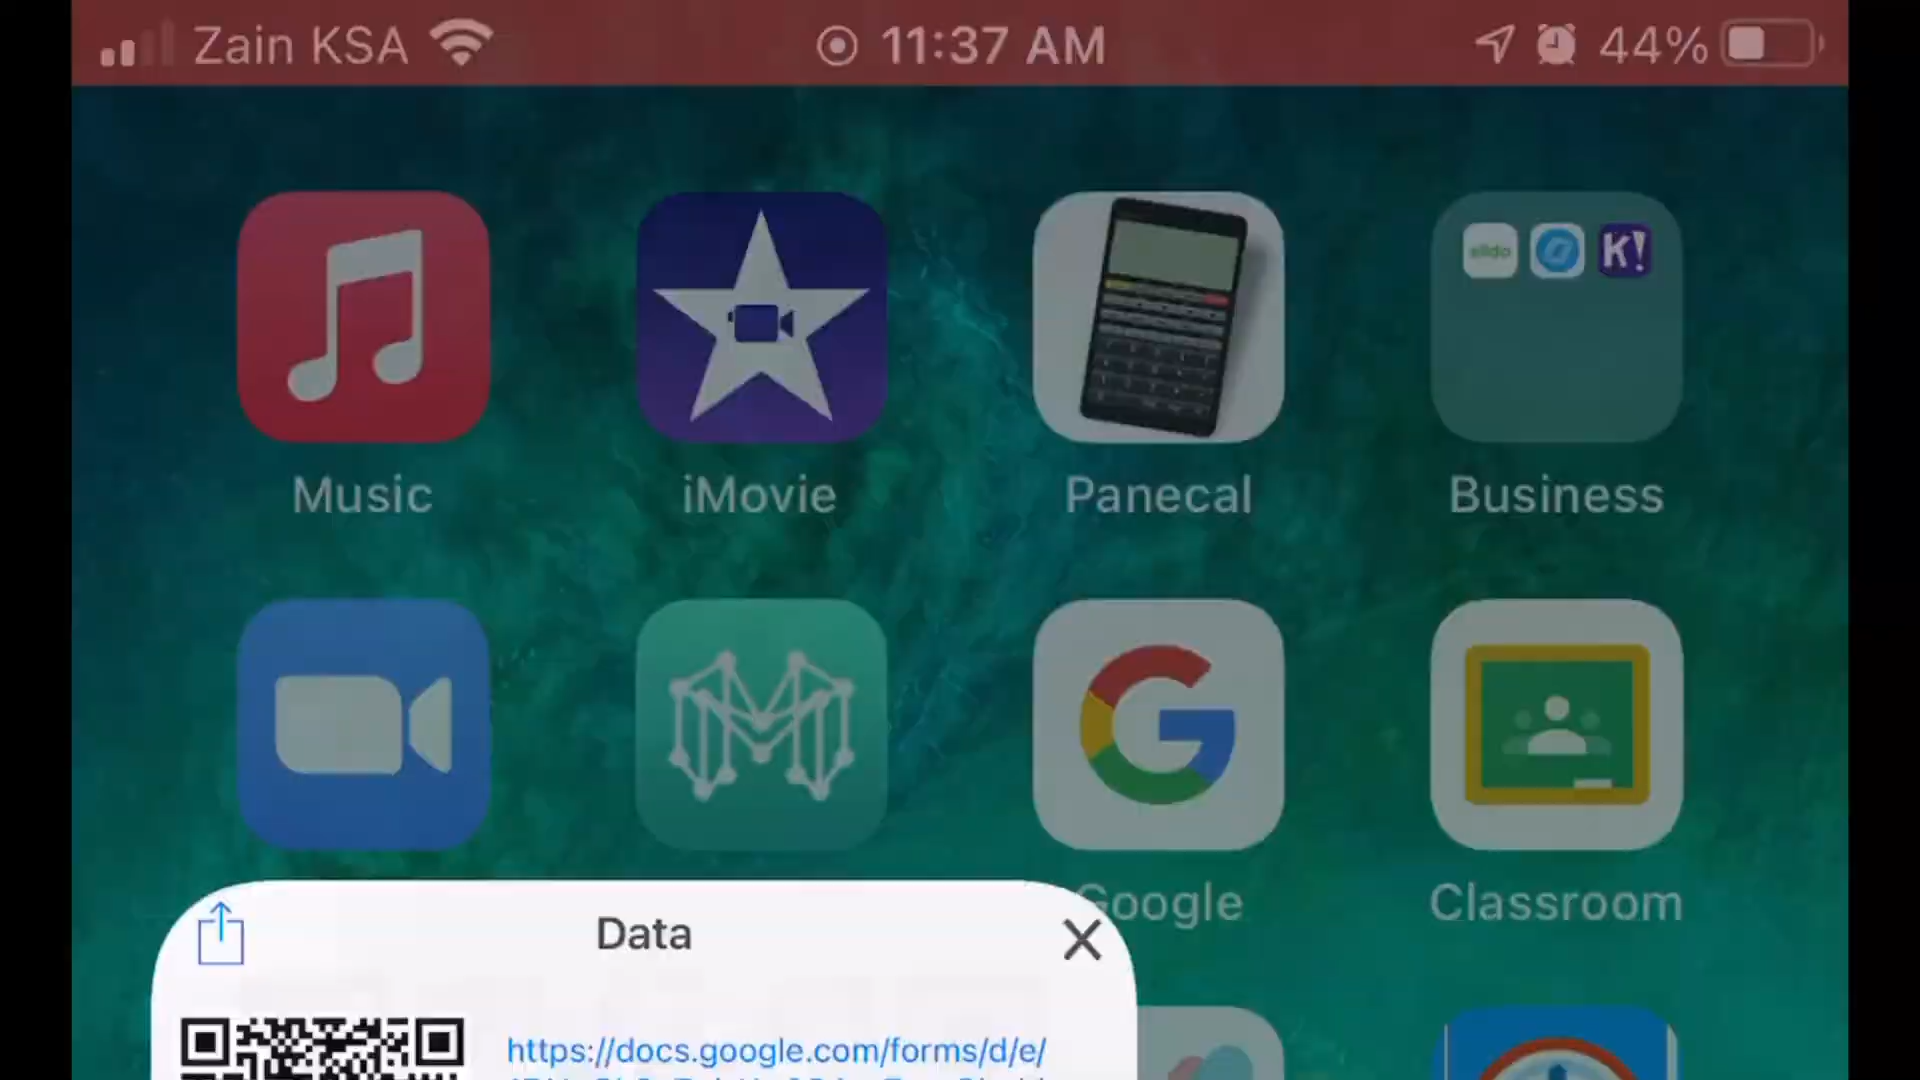 Zain KSA 11:37 AM 44%
K!
Music iMovie Panecal Business
Google Classroom
Data
https://docs.google.com/forms/d/e/